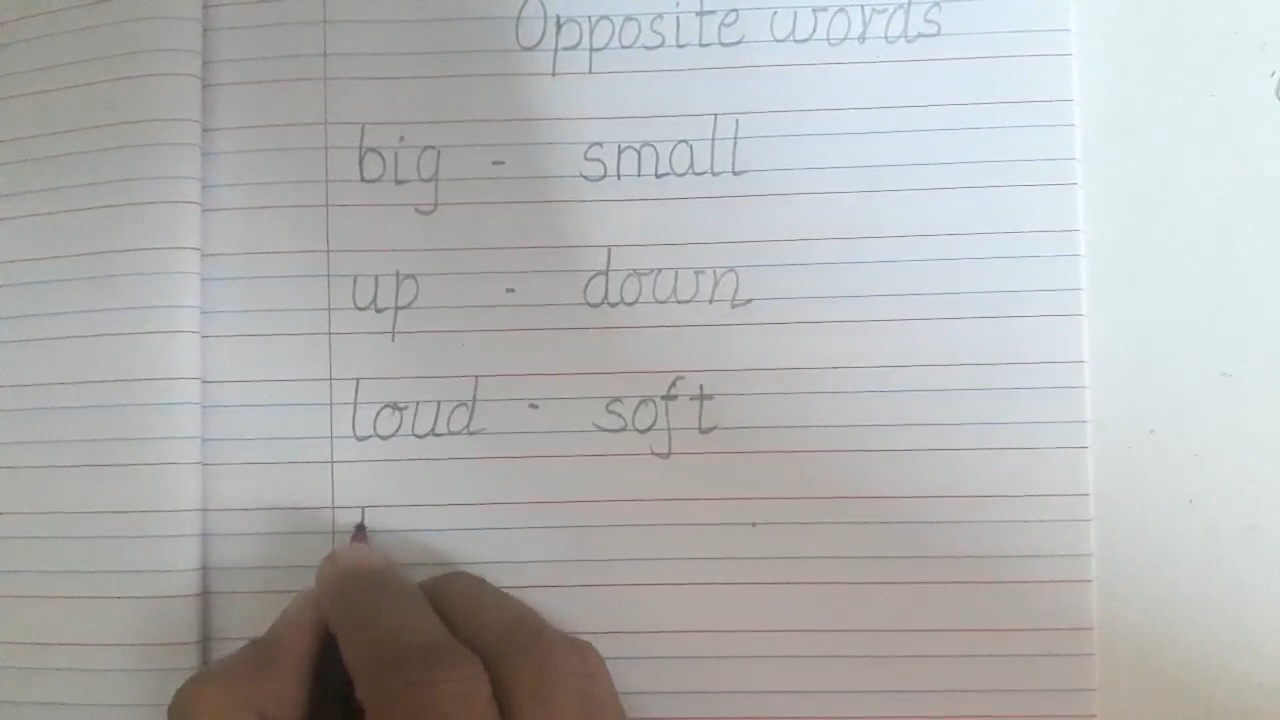 Opposite words
big - small
up - down
loud - soft